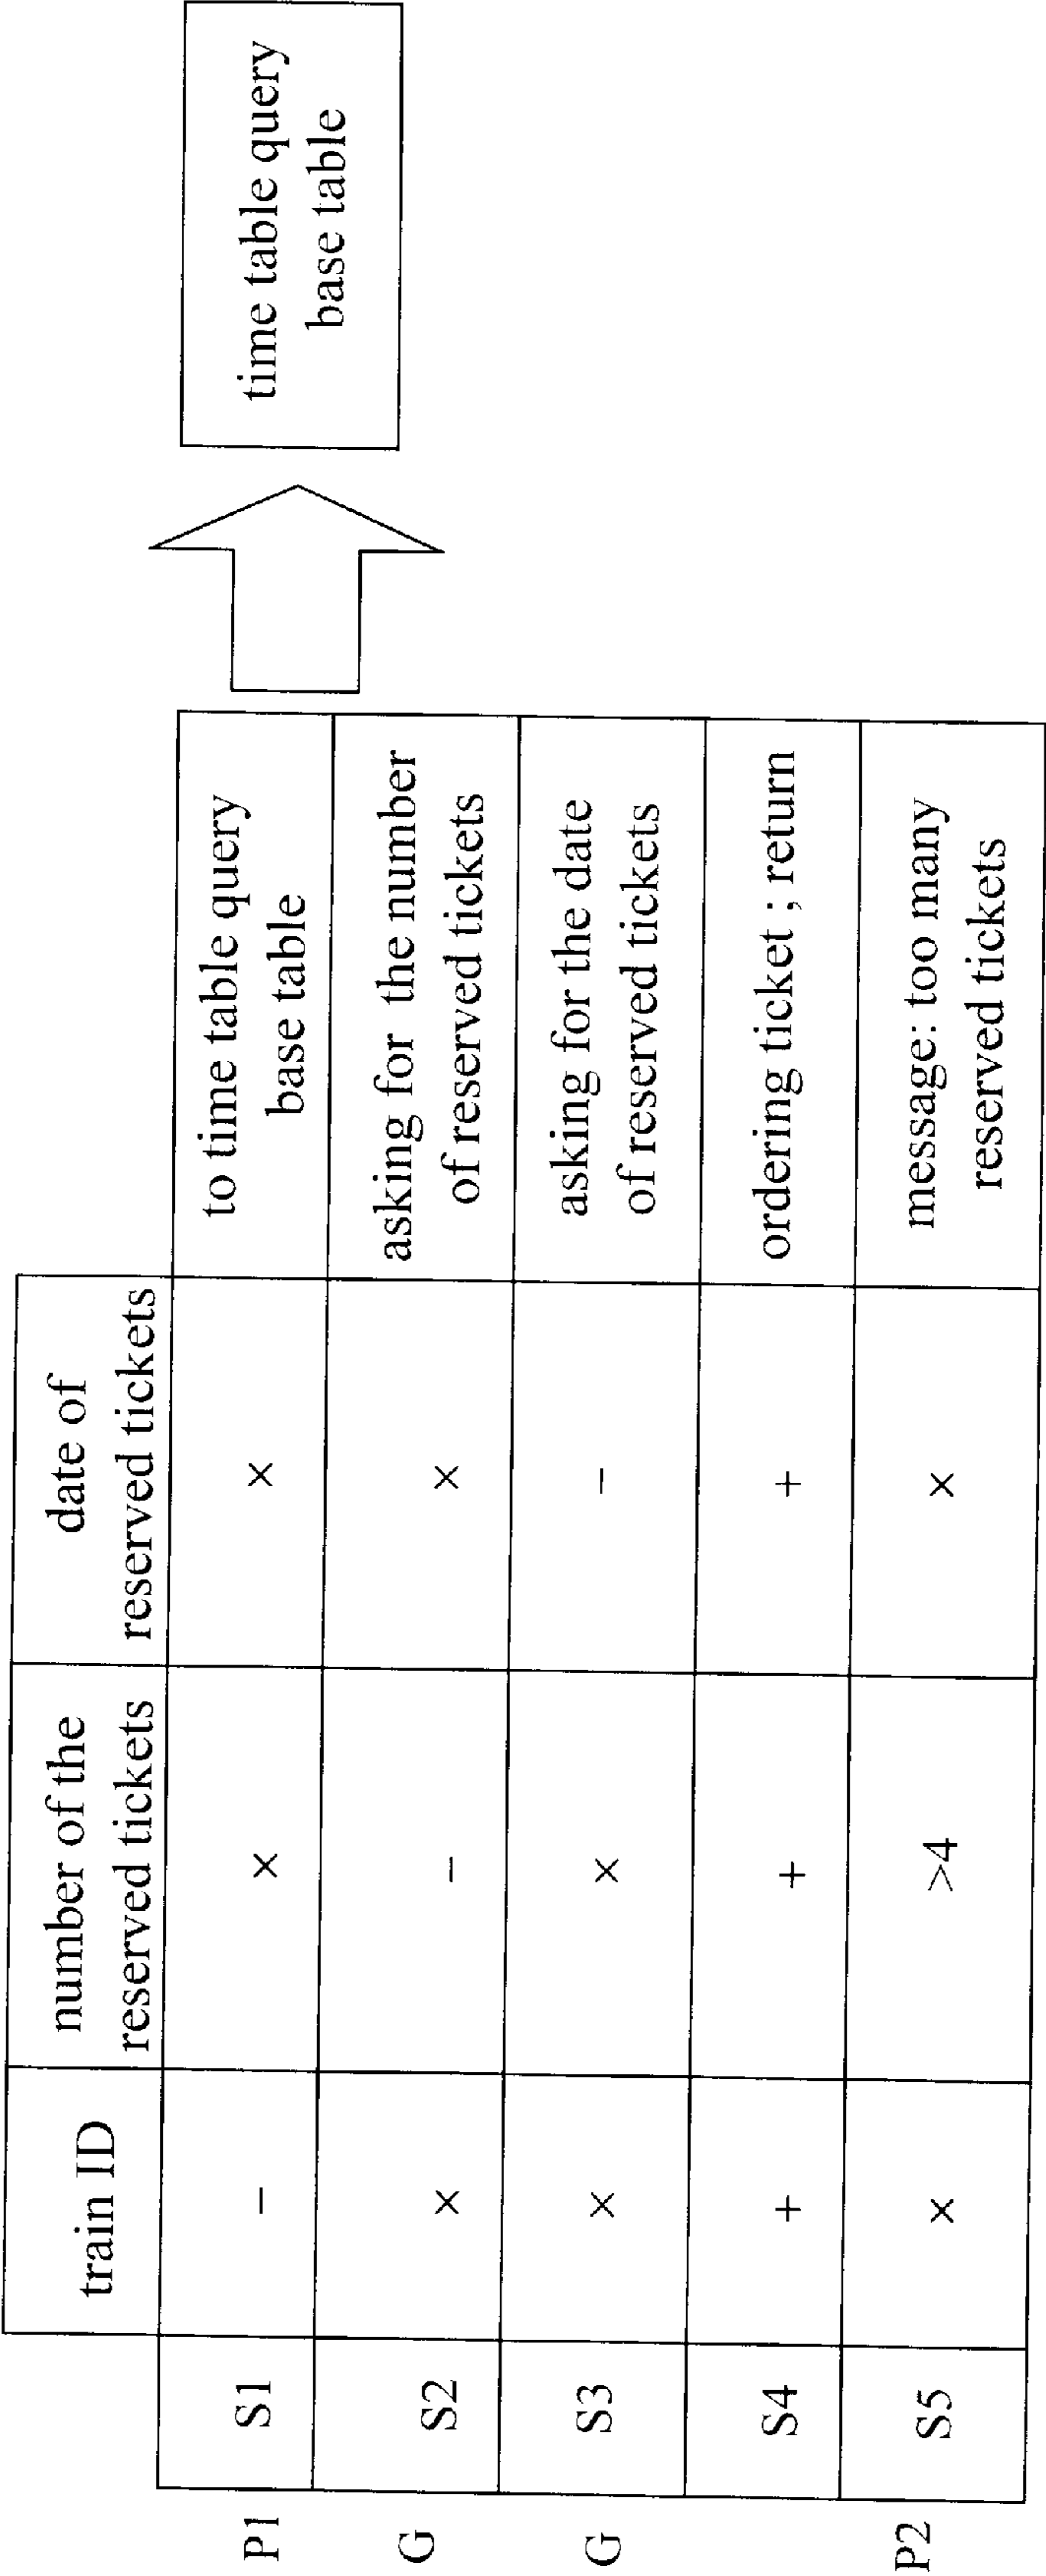 train ID
number of the
reserved tickets
date of
reserved tickets
P1
S1
−
×
×
to time table query
base table
time table query
base table
G
S2
×
−
×
asking for the number
of reserved tickets
G
S3
×
×
−
asking for the date
of reserved tickets
S4
+
+
+
ordering ticket ; return
P2
S5
×
>4
×
message: too many
reserved tickets